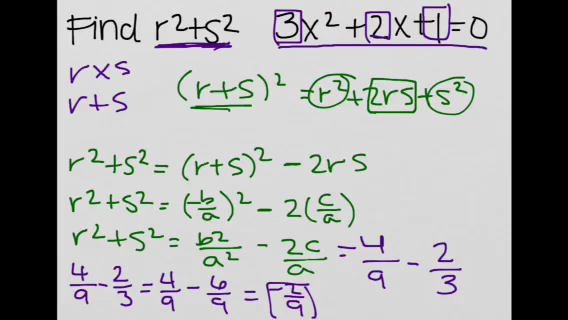 Find r²+s² 3x²+2x+1=0
r×s
r+s
(r+s)² = r²+2rs+s²
r²+s² = (r+s)² − 2rs
r²+s² = (-b/a)² − 2(c/a)
r²+s² = b²/a² − 2c/a = 4/9 − 2/3
4/9 − 2/3 = 4/9 − 6/9 = -2/9